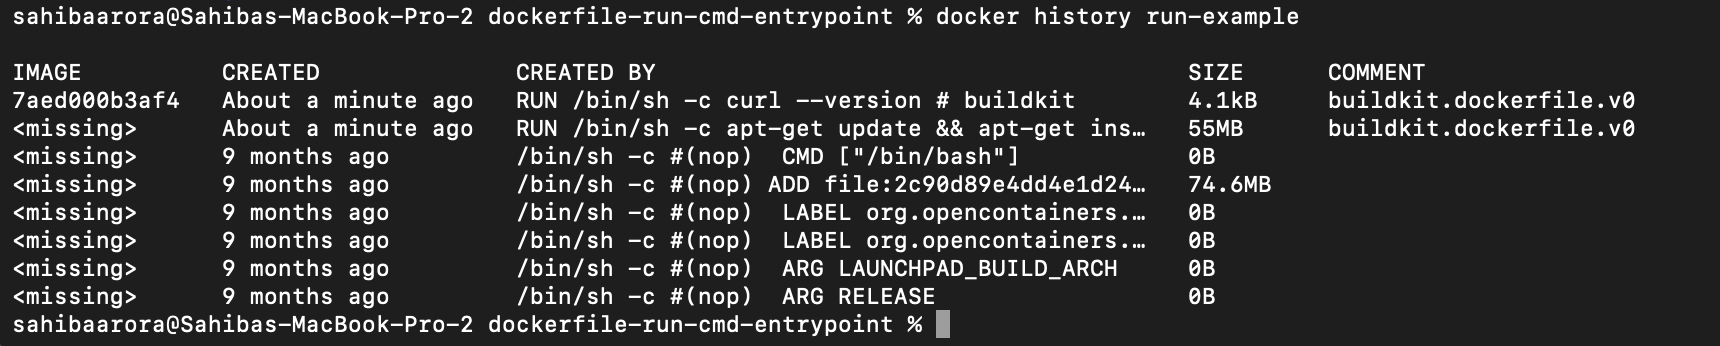 sahibaarora@Sahibas-MacBook-Pro-2 dockerfile-run-cmd-entrypoint % docker history run-example
IMAGE          CREATED              CREATED BY                                      SIZE      COMMENT
7aed000b3af4   About a minute ago   RUN /bin/sh -c curl --version # buildkit        4.1kB     buildkit.dockerfile.v0
<missing>      About a minute ago   RUN /bin/sh -c apt-get update && apt-get ins…   55MB      buildkit.dockerfile.v0
<missing>      9 months ago         /bin/sh -c #(nop)  CMD ["/bin/bash"]            0B
<missing>      9 months ago         /bin/sh -c #(nop) ADD file:2c90d89e4dd4e1d24…   74.6MB
<missing>      9 months ago         /bin/sh -c #(nop)  LABEL org.opencontainers.…   0B
<missing>      9 months ago         /bin/sh -c #(nop)  LABEL org.opencontainers.…   0B
<missing>      9 months ago         /bin/sh -c #(nop)  ARG LAUNCHPAD_BUILD_ARCH     0B
<missing>      9 months ago         /bin/sh -c #(nop)  ARG RELEASE                  0B
sahibaarora@Sahibas-MacBook-Pro-2 dockerfile-run-cmd-entrypoint %